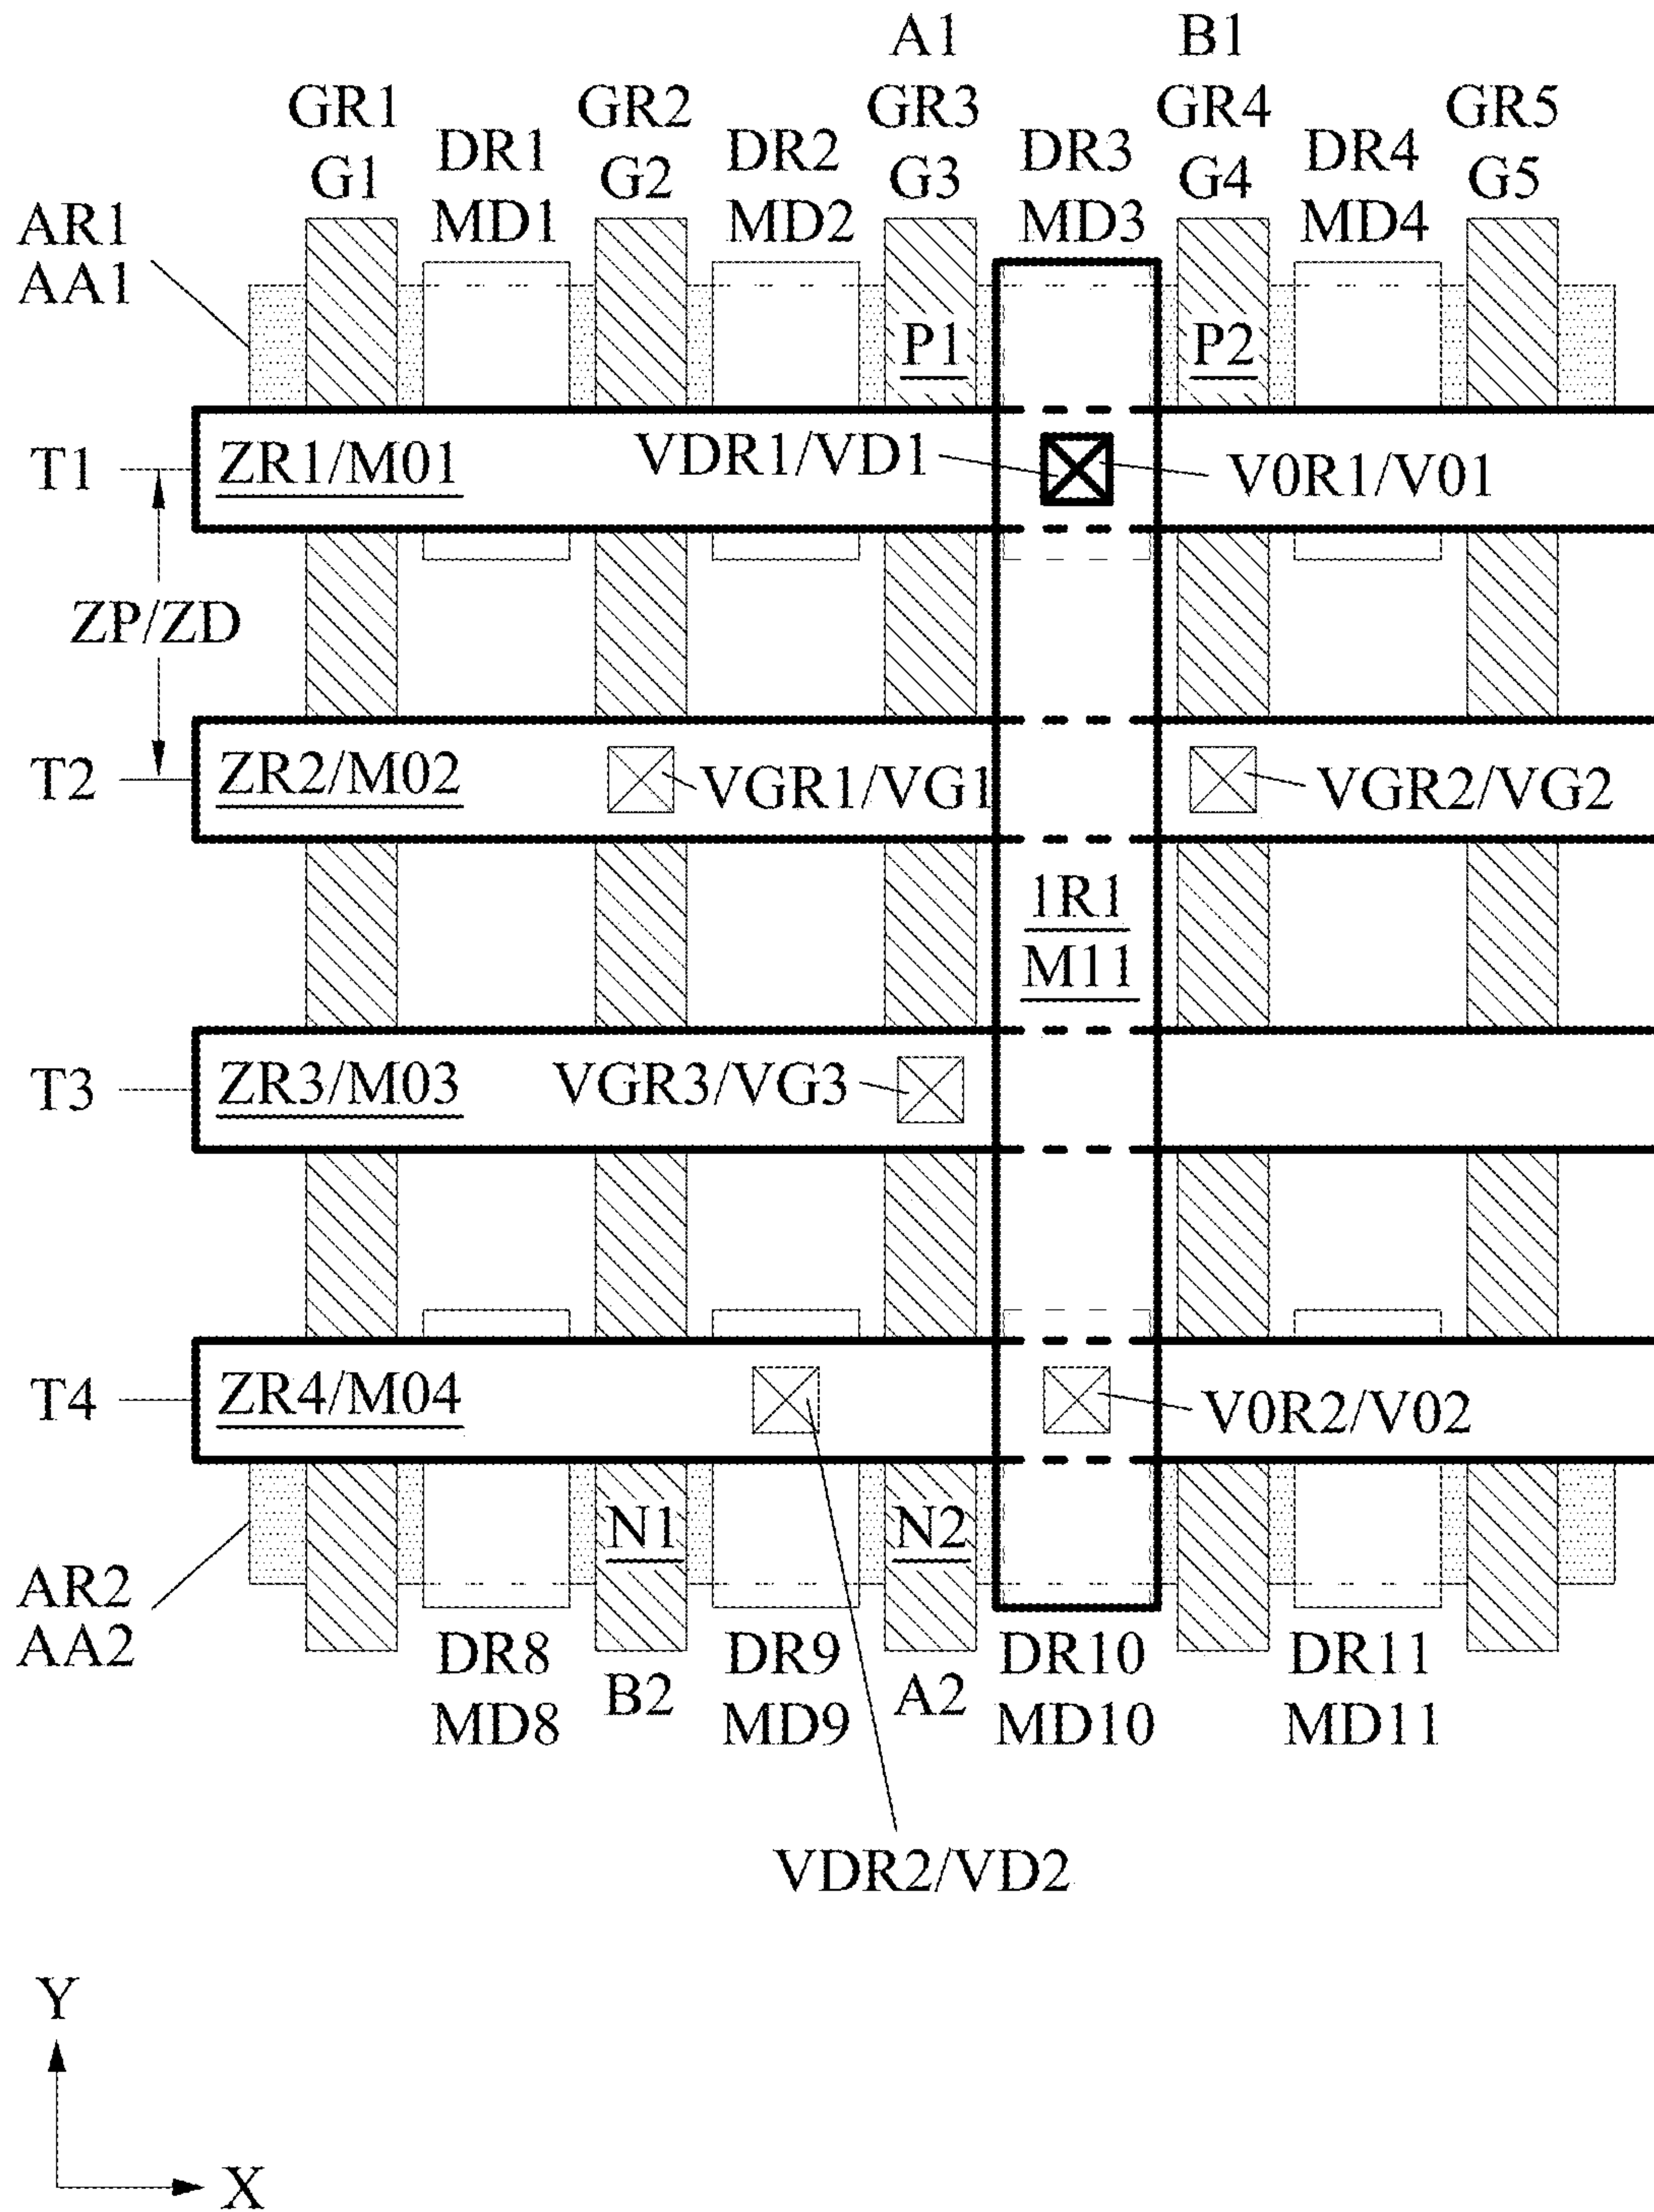 A1 B1
GR1 GR2 GR3 GR4 GR5
DR1 DR2 DR3 DR4
G1 G2 G3 G4 G5
AR1 MD1 MD2 MD3 MD4
AA1
P1 P2
T1 ZR1/M01 VDR1/VD1 V0R1/V01
ZP/ZD
T2 ZR2/M02 VGR1/VG1 VGR2/VG2
1R1
M11
T3 ZR3/M03 VGR3/VG3
T4 ZR4/M04 V0R2/V02
N1 N2
AR2
AA2
DR8 DR9 DR10 DR11
B2 A2
MD8 MD9 MD10 MD11
VDR2/VD2
Y
X